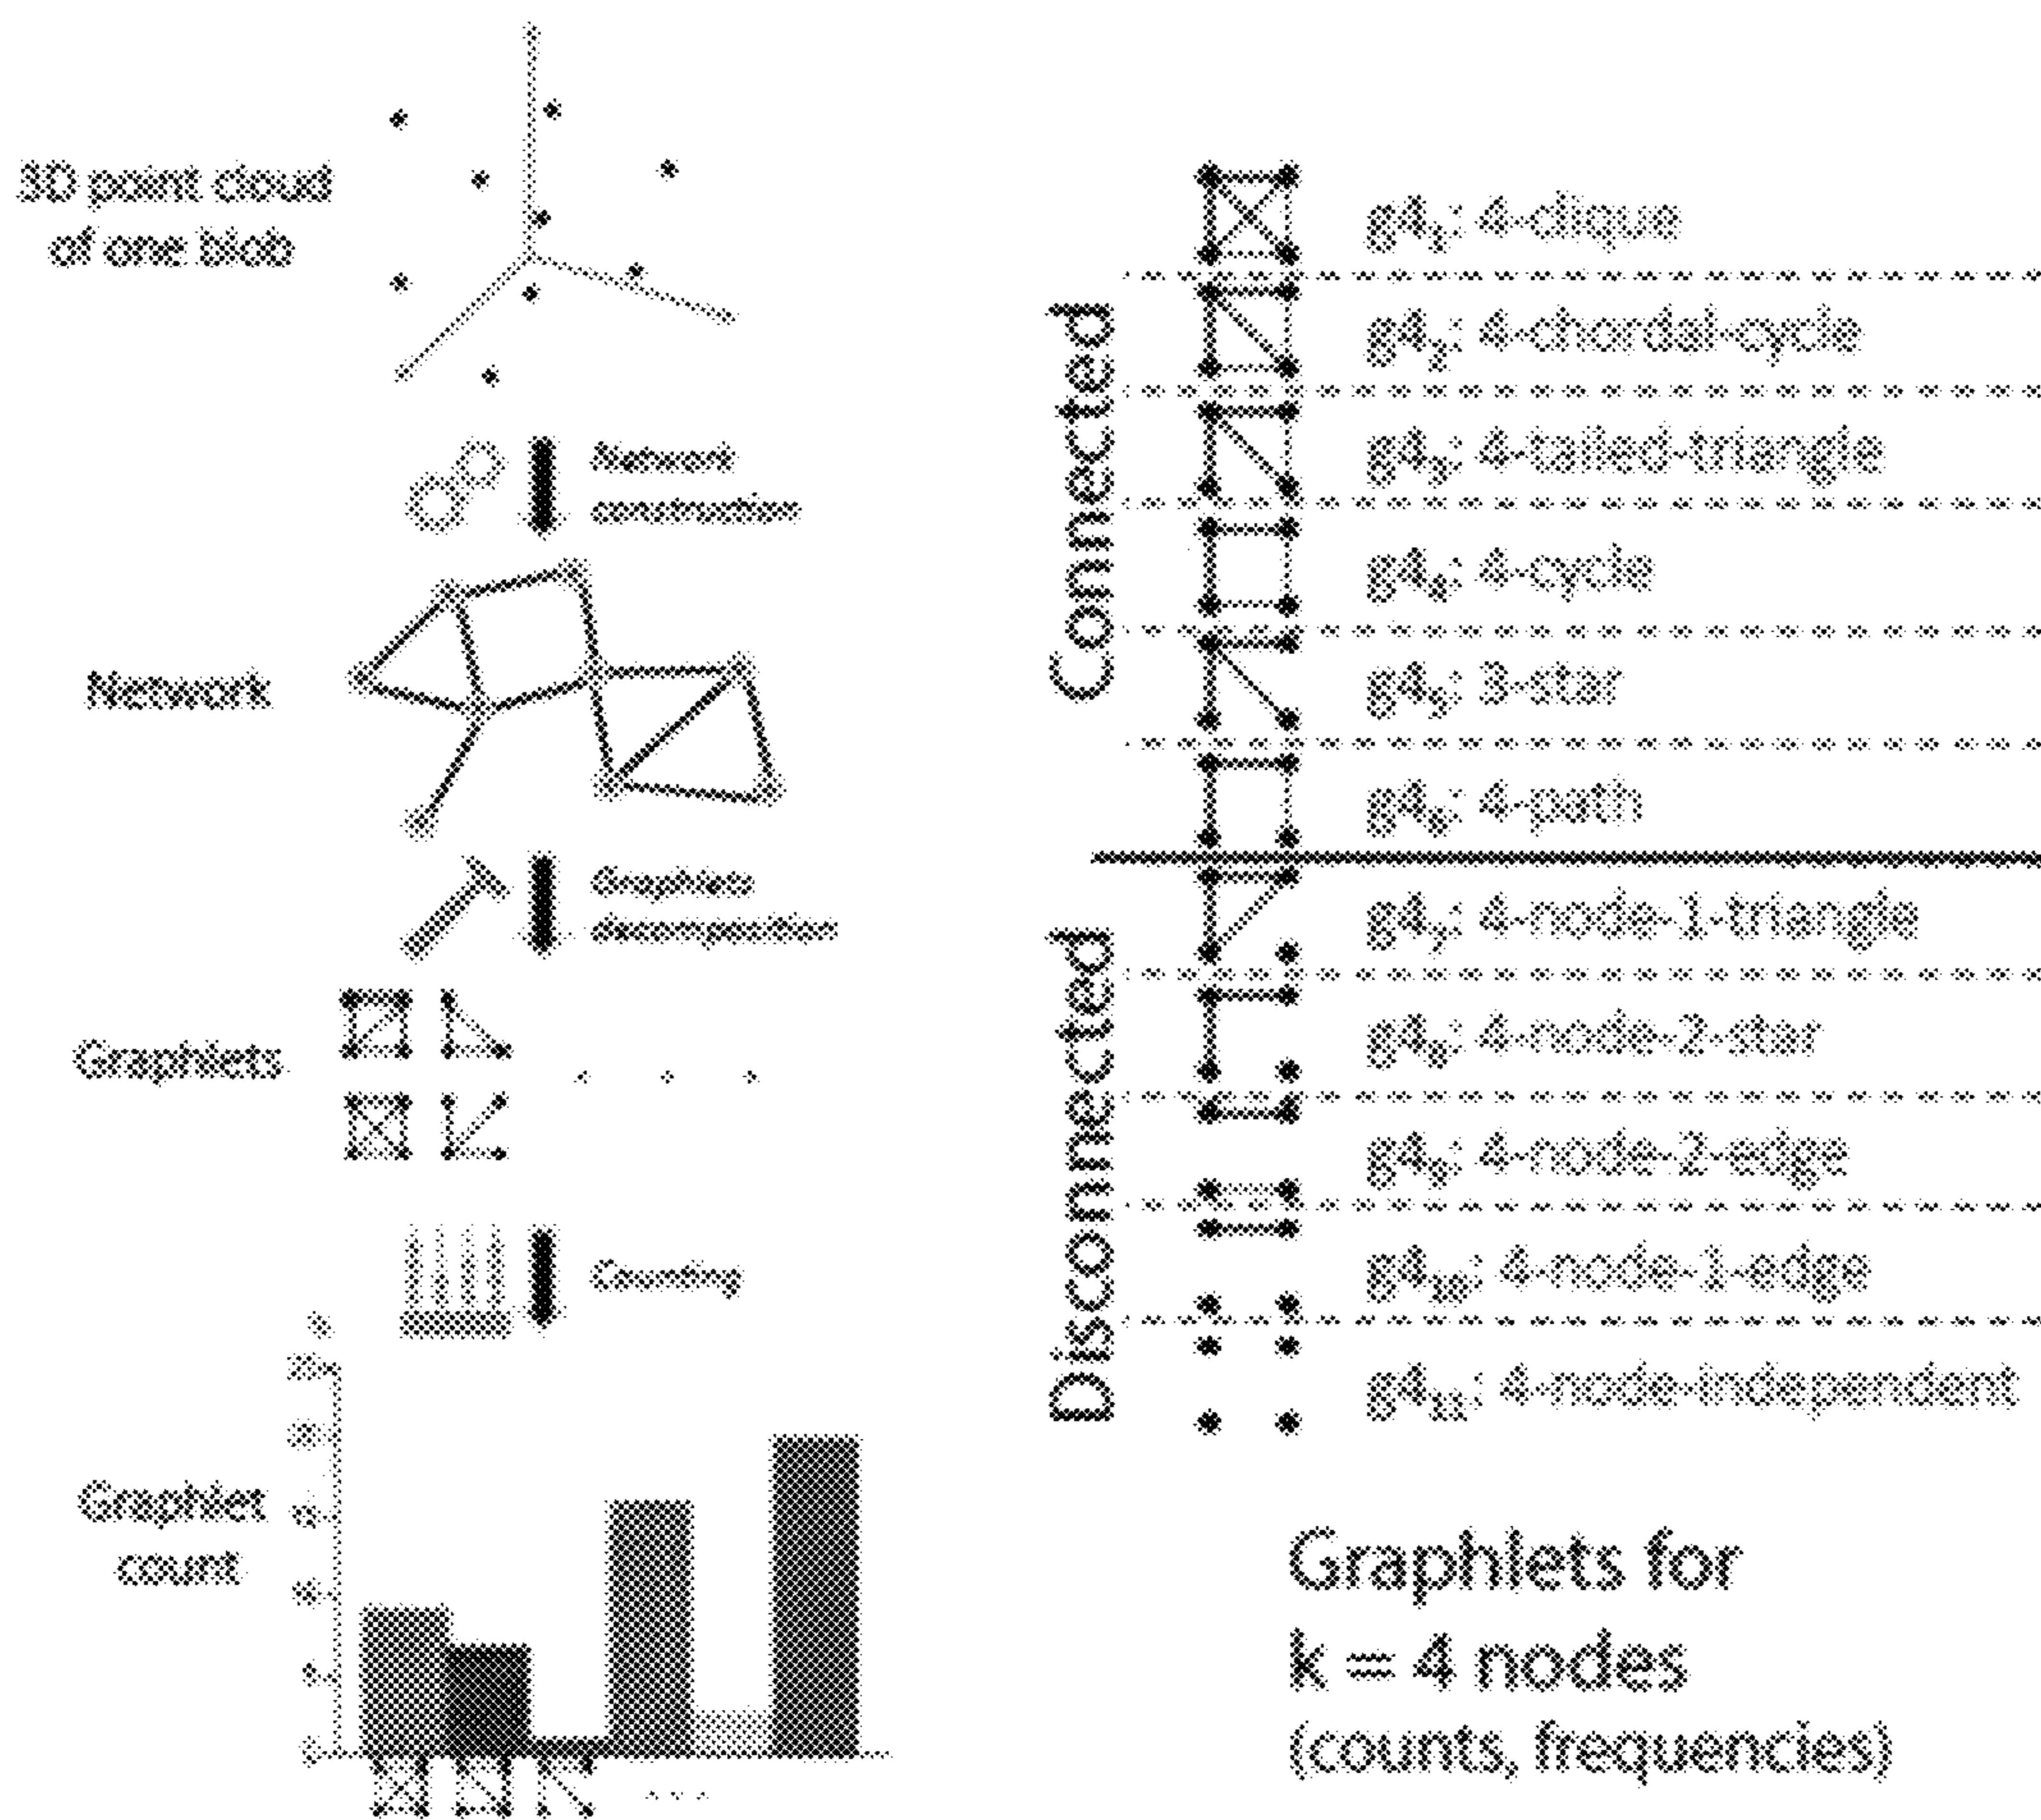 3D point cloud
of one blob
Network
construction
Network
Graphlets
decomposition
Graphlets
. . .
Counting
Graphlet
count
. . .
Connected
g4₁: 4-clique
g4₂: 4-chordal-cycle
g4₃: 4-tailed-triangle
g4₄: 4-cycle
g4₅: 3-star
g4₆: 4-path
Disconnected
g4₇: 4-node-1-triangle
g4₈: 4-node-2-star
g4₉: 4-node-2-edge
g4₁₀: 4-node-1-edge
g4₁₁: 4-node-independent
Graphlets for
k = 4 nodes
(counts, frequencies)